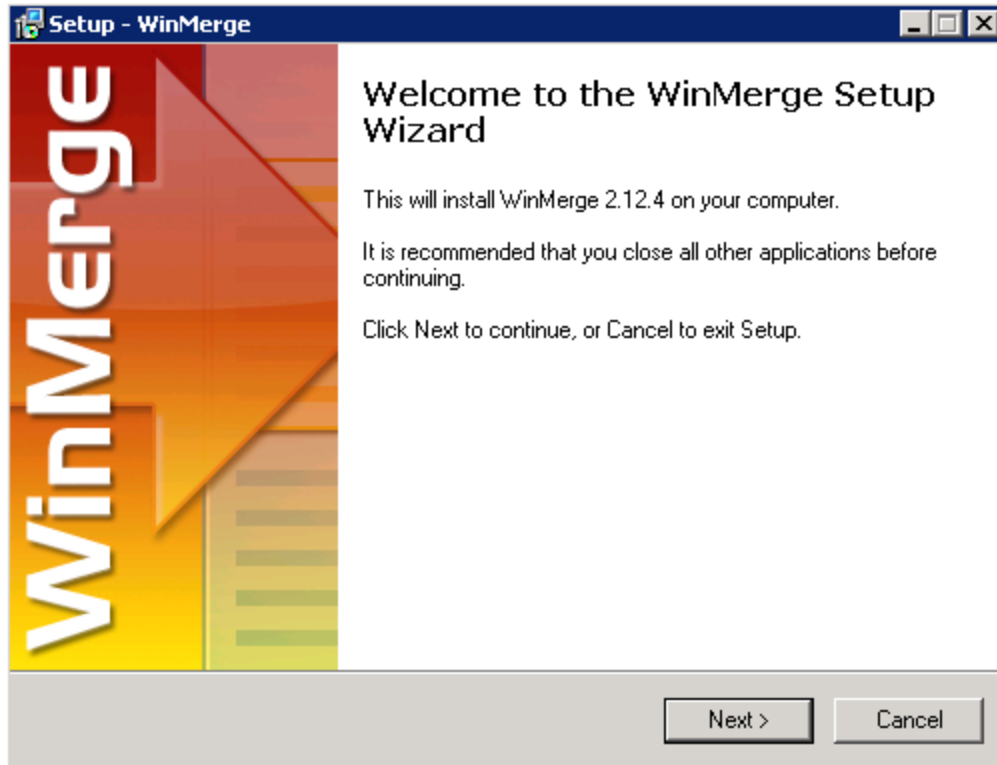 Setup - WinMerge
WinMerge
Welcome to the WinMerge Setup
Wizard
This will install WinMerge 2.12.4 on your computer.
It is recommended that you close all other applications before
continuing.
Click Next to continue, or Cancel to exit Setup.
Next >
Cancel